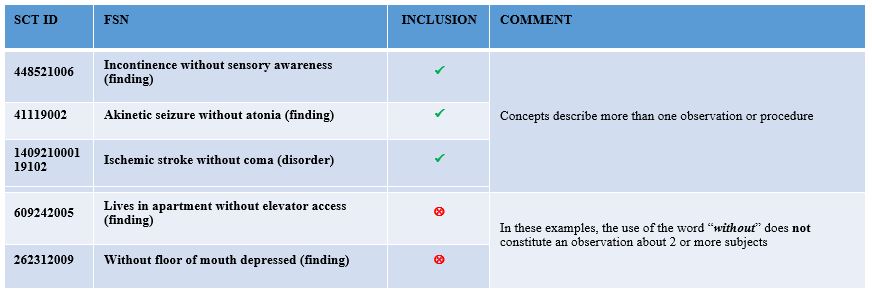 SCT ID FSN INCLUSION COMMENT
448521006 Incontinence without sensory awareness
(finding) ✓
41119002 Akinetic seizure without atonia (finding) ✓
Concepts describe more than one observation or procedure
1409210001
19102 Ischemic stroke without coma (disorder) ✓
609242005 Lives in apartment without elevator access
(finding) ⊗
In these examples, the use of the word “without” does not
constitute an observation about 2 or more subjects
262312009 Without floor of mouth depressed (finding) ⊗